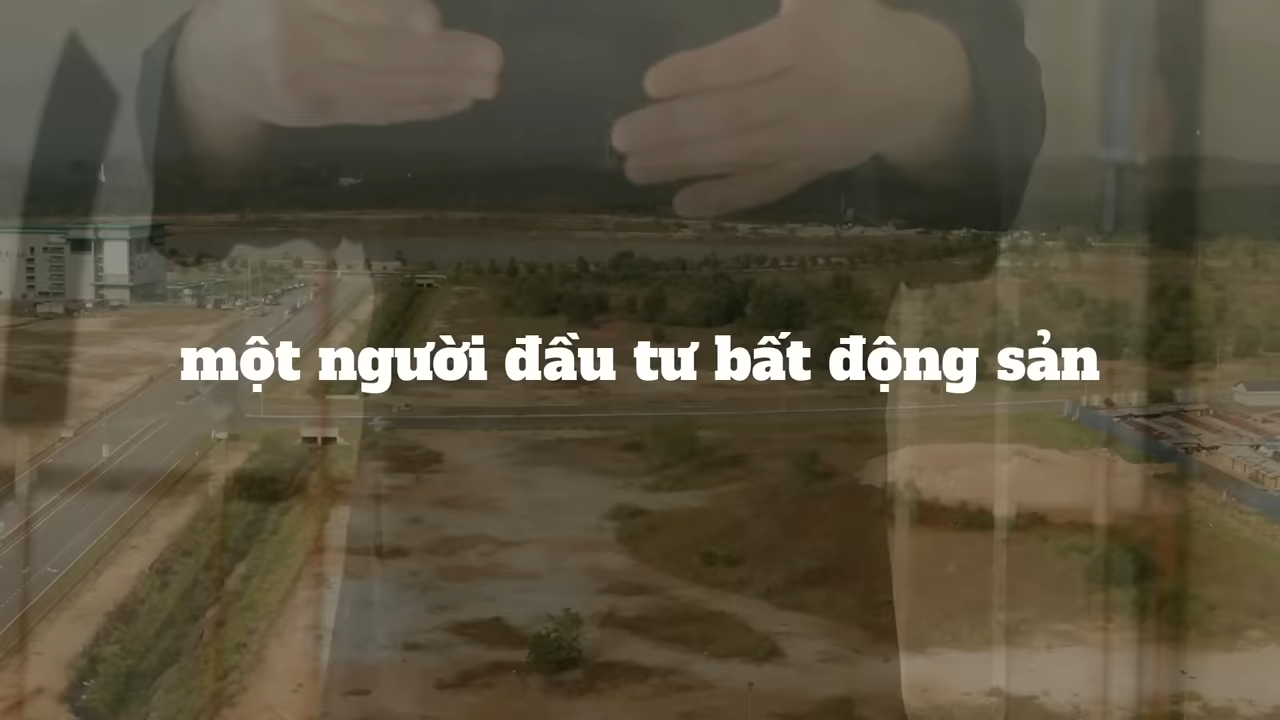 một người đầu tư bất động sản